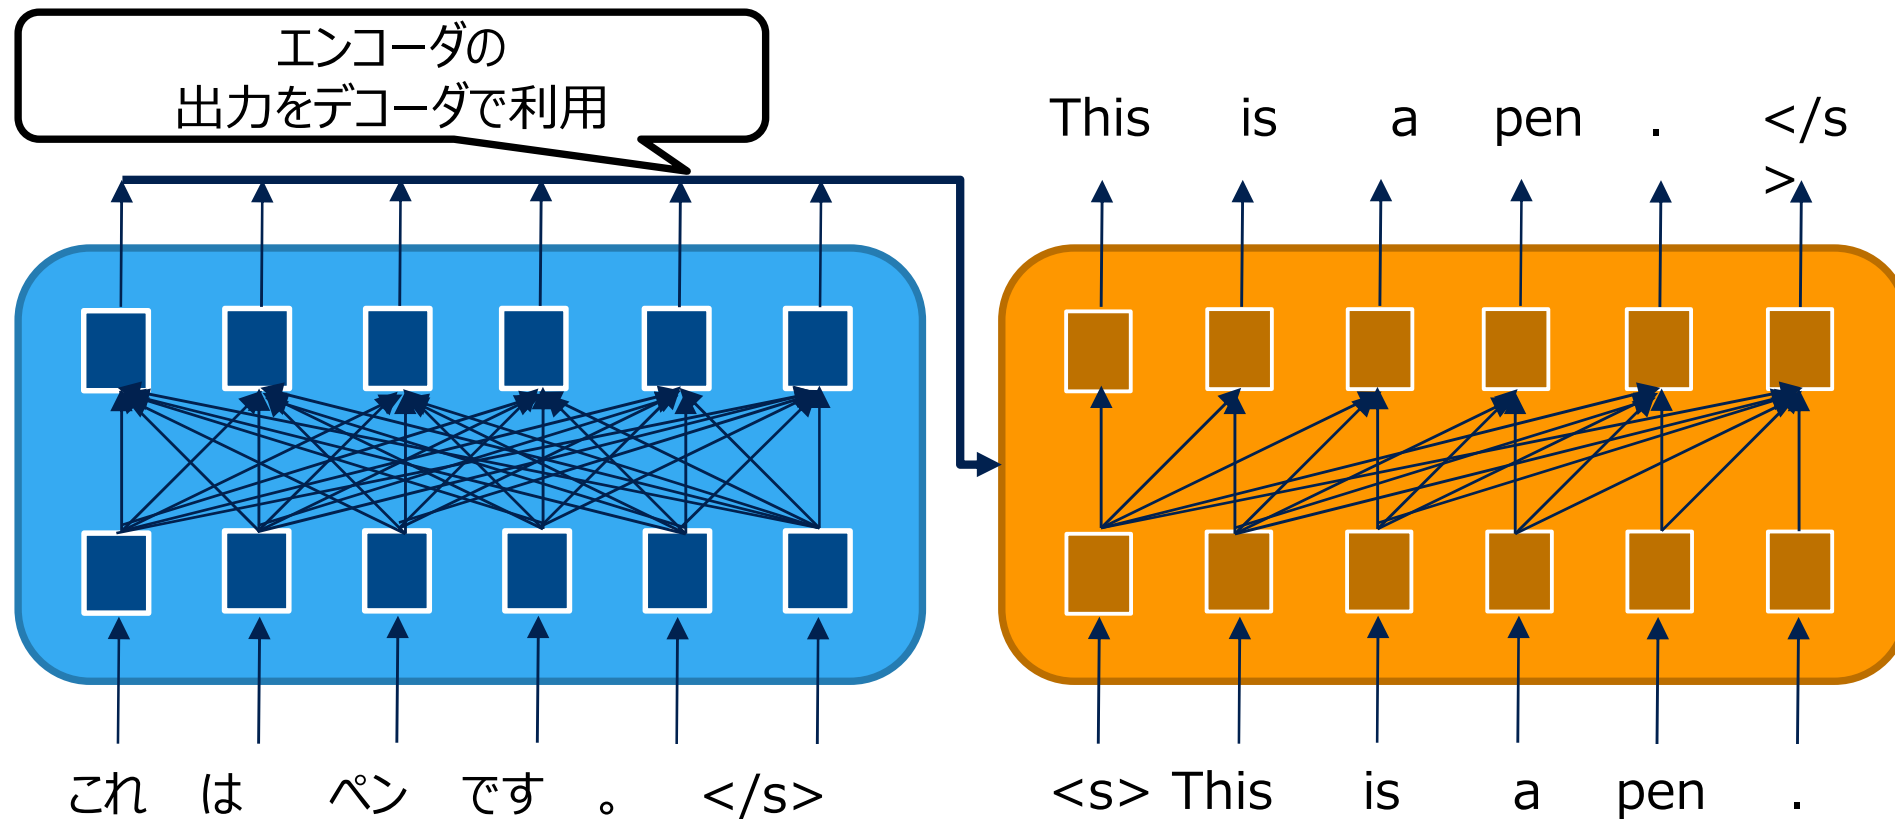 エンコーダの
出力をデコーダで利用
This is a pen . </s
>
これ は ペン です 。 </s>
<s> This is a pen .